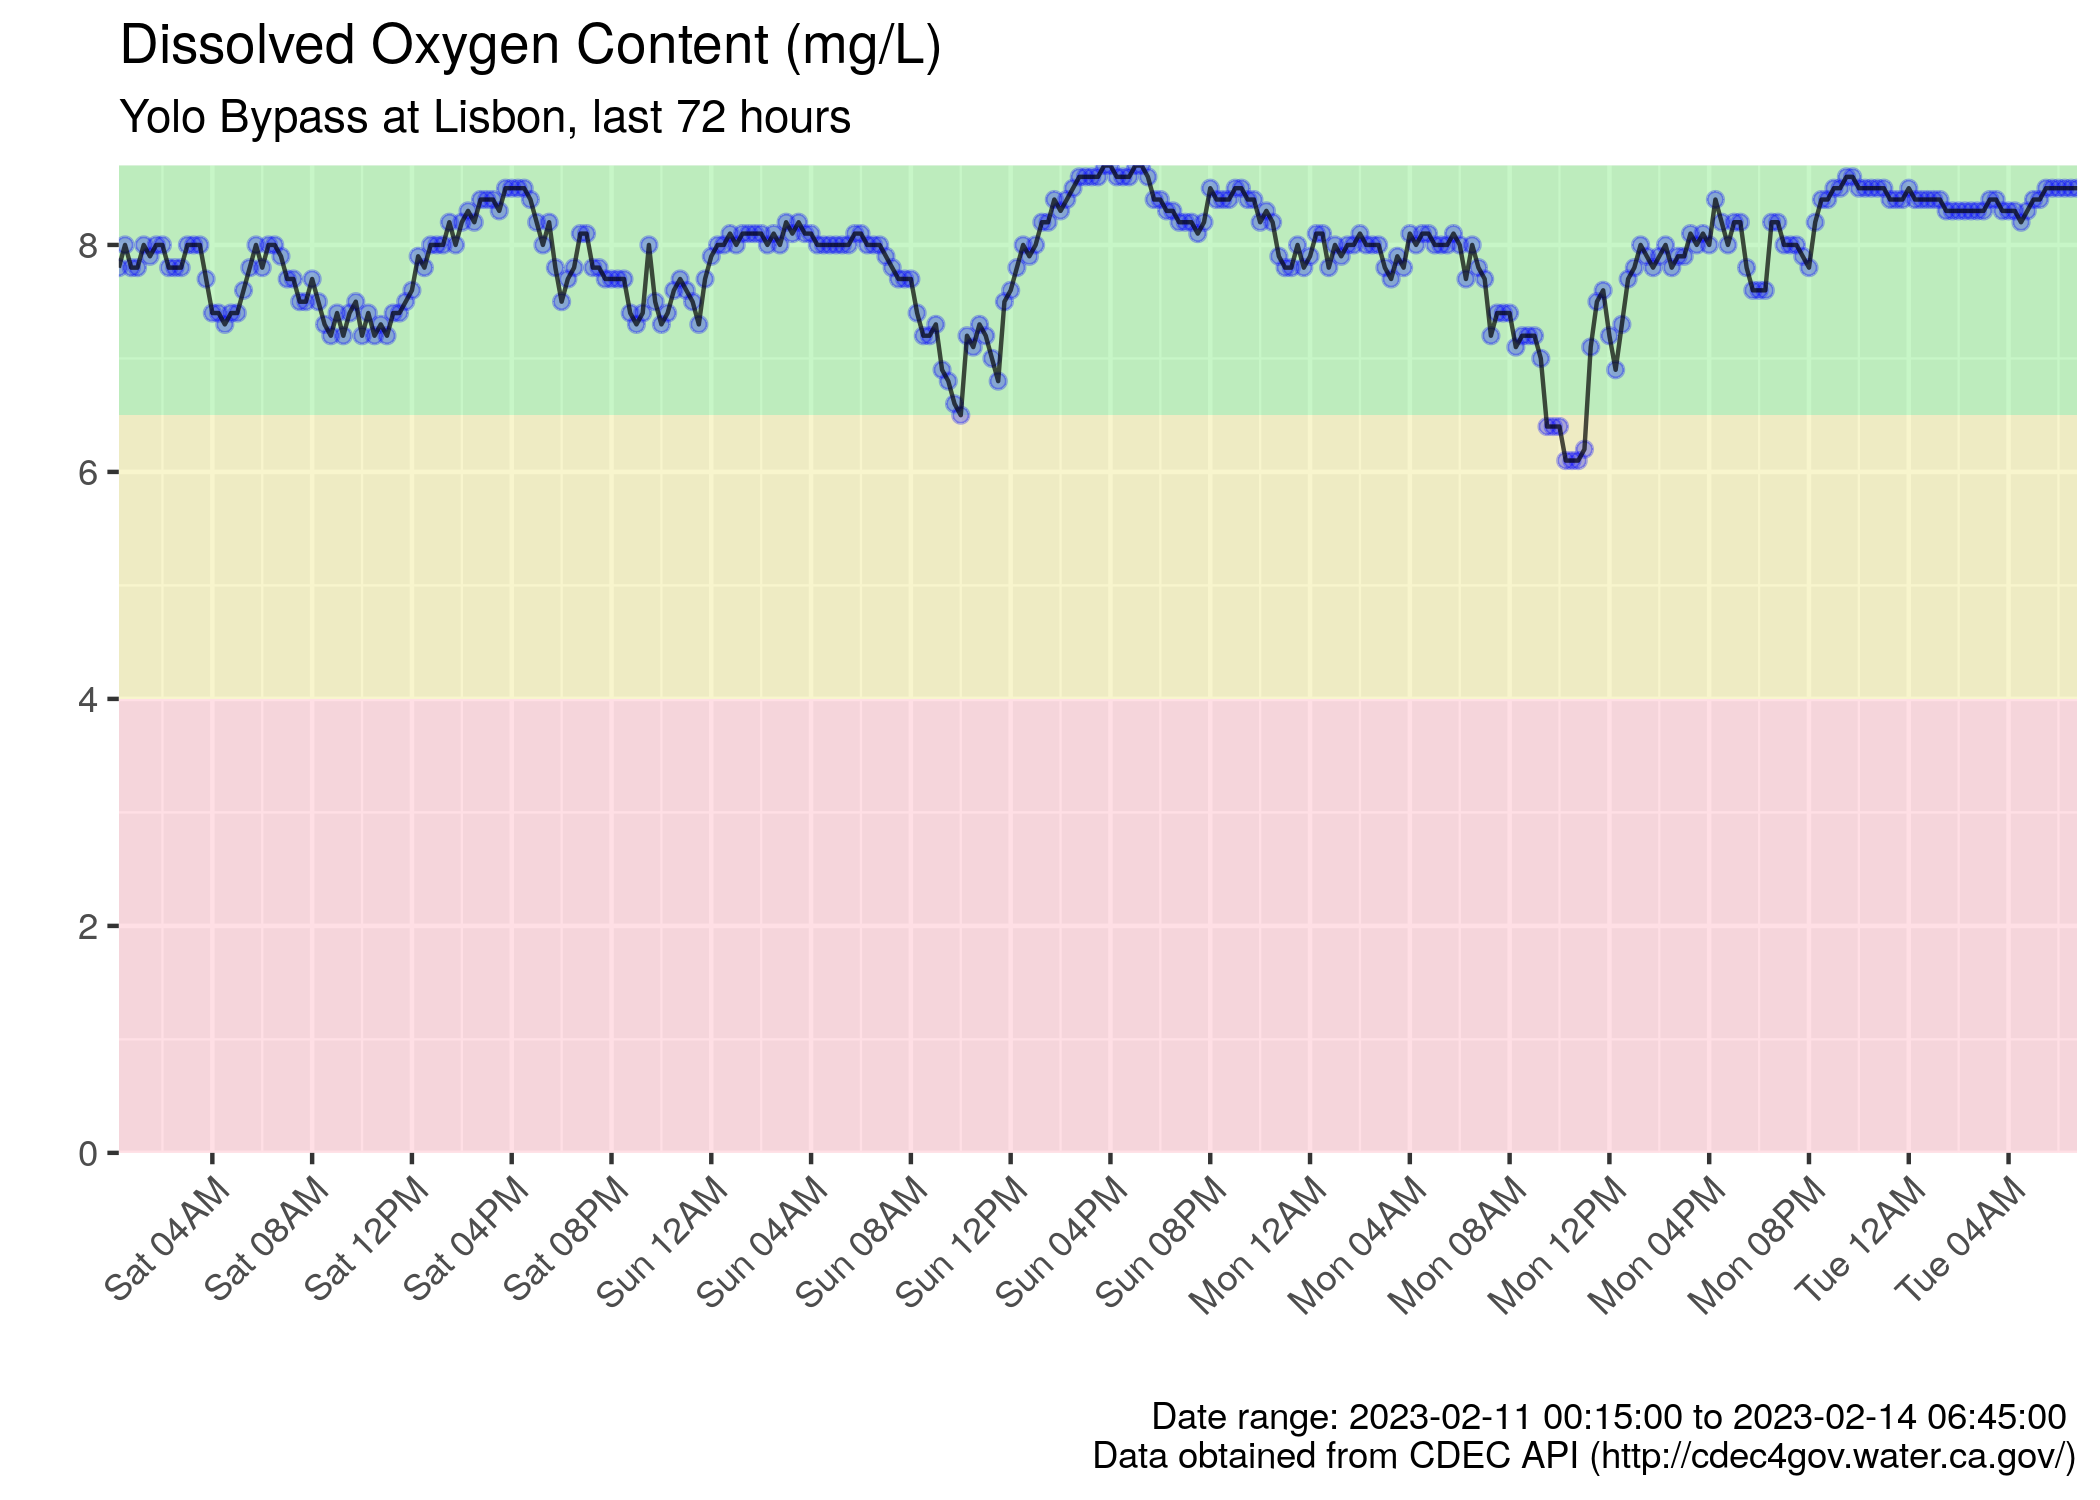 Dissolved Oxygen Content (mg/L)
Yolo Bypass at Lisbon, last 72 hours
8
6
4
2
0
Sat 04AM
Sat 08AM
Sat 12PM
Sat 04PM
Sat 08PM
Sun 12AM
Sun 04AM
Sun 08AM
Sun 12PM
Sun 04PM
Sun 08PM
Mon 12AM
Mon 04AM
Mon 08AM
Mon 12PM
Mon 04PM
Mon 08PM
Tue 12AM
Tue 04AM
Date range: 2023-02-11 00:15:00 to 2023-02-14 06:45:00
Data obtained from CDEC API (http://cdec4gov.water.ca.gov/)